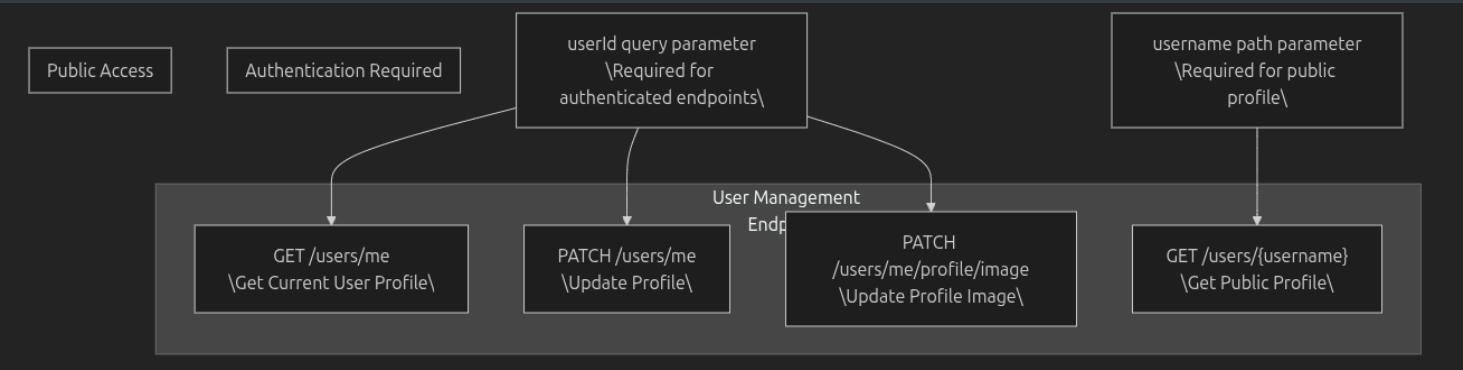 Public Access
Authentication Required
userId query parameter
\Required for
authenticated endpoints\
username path parameter
\Required for public
profile\
User Management
Endp
GET /users/me
\Get Current User Profile\
PATCH /users/me
\Update Profile\
PATCH
/users/me/profile/image
\Update Profile Image\
GET /users/{username}
\Get Public Profile\